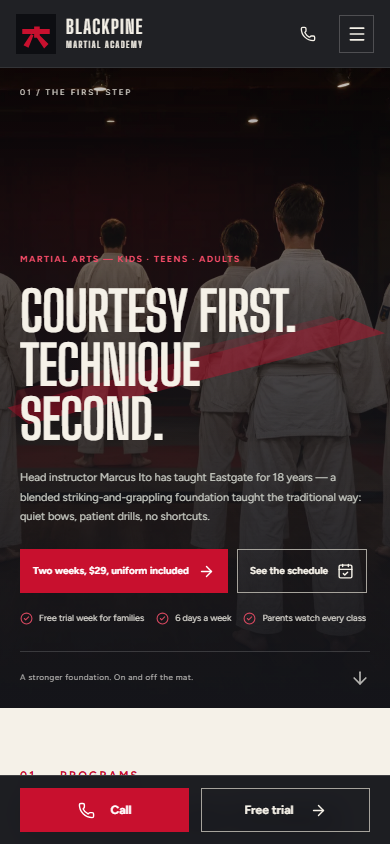 BLACKPINE
MARTIAL ACADEMY
01 / THE FIRST STEP
MARTIAL ARTS — KIDS · TEENS · ADULTS
COURTESY FIRST.
TECHNIQUE
SECOND.
Head instructor Marcus Ito has taught Eastgate for 18 years — a
blended striking-and-grappling foundation taught the traditional way:
quiet bows, patient drills, no shortcuts.
Two weeks, $29, uniform included
See the schedule
Free trial week for families
6 days a week
Parents watch every class
A stronger foundation. On and off the mat.
01 — PROGRAMS
Call
Free trial